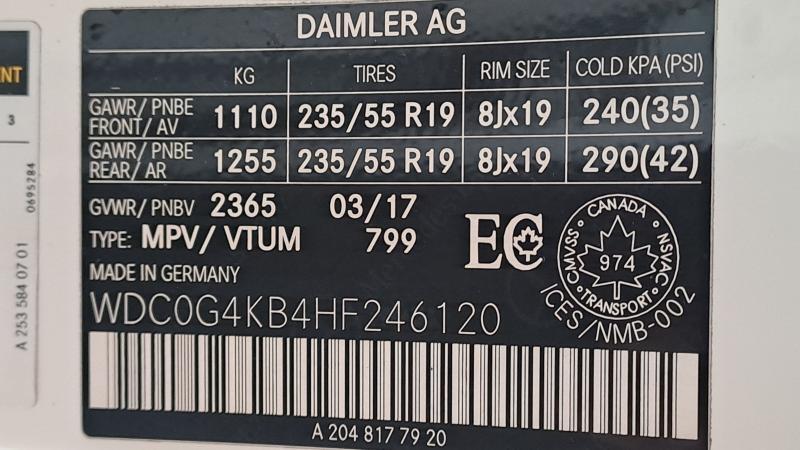 DAIMLER AG
KG TIRES RIM SIZE COLD KPA (PSI)
GAWR/ PNBE FRONT/ AV 1110 235/55 R19 8Jx19 240(35)
GAWR/ PNBE REAR/ AR 1255 235/55 R19 8Jx19 290(42)
GVWR/ PNBV 2365 03/17
TYPE: MPV/ VTUM 799
MADE IN GERMANY
EC
CANADA
CMVSS NSVAC
974
TRANSPORT
ICES/NMB-002
WDC0G4KB4HF246120
A 204 817 79 20
NT
3
0695284
A 253 584 07 01